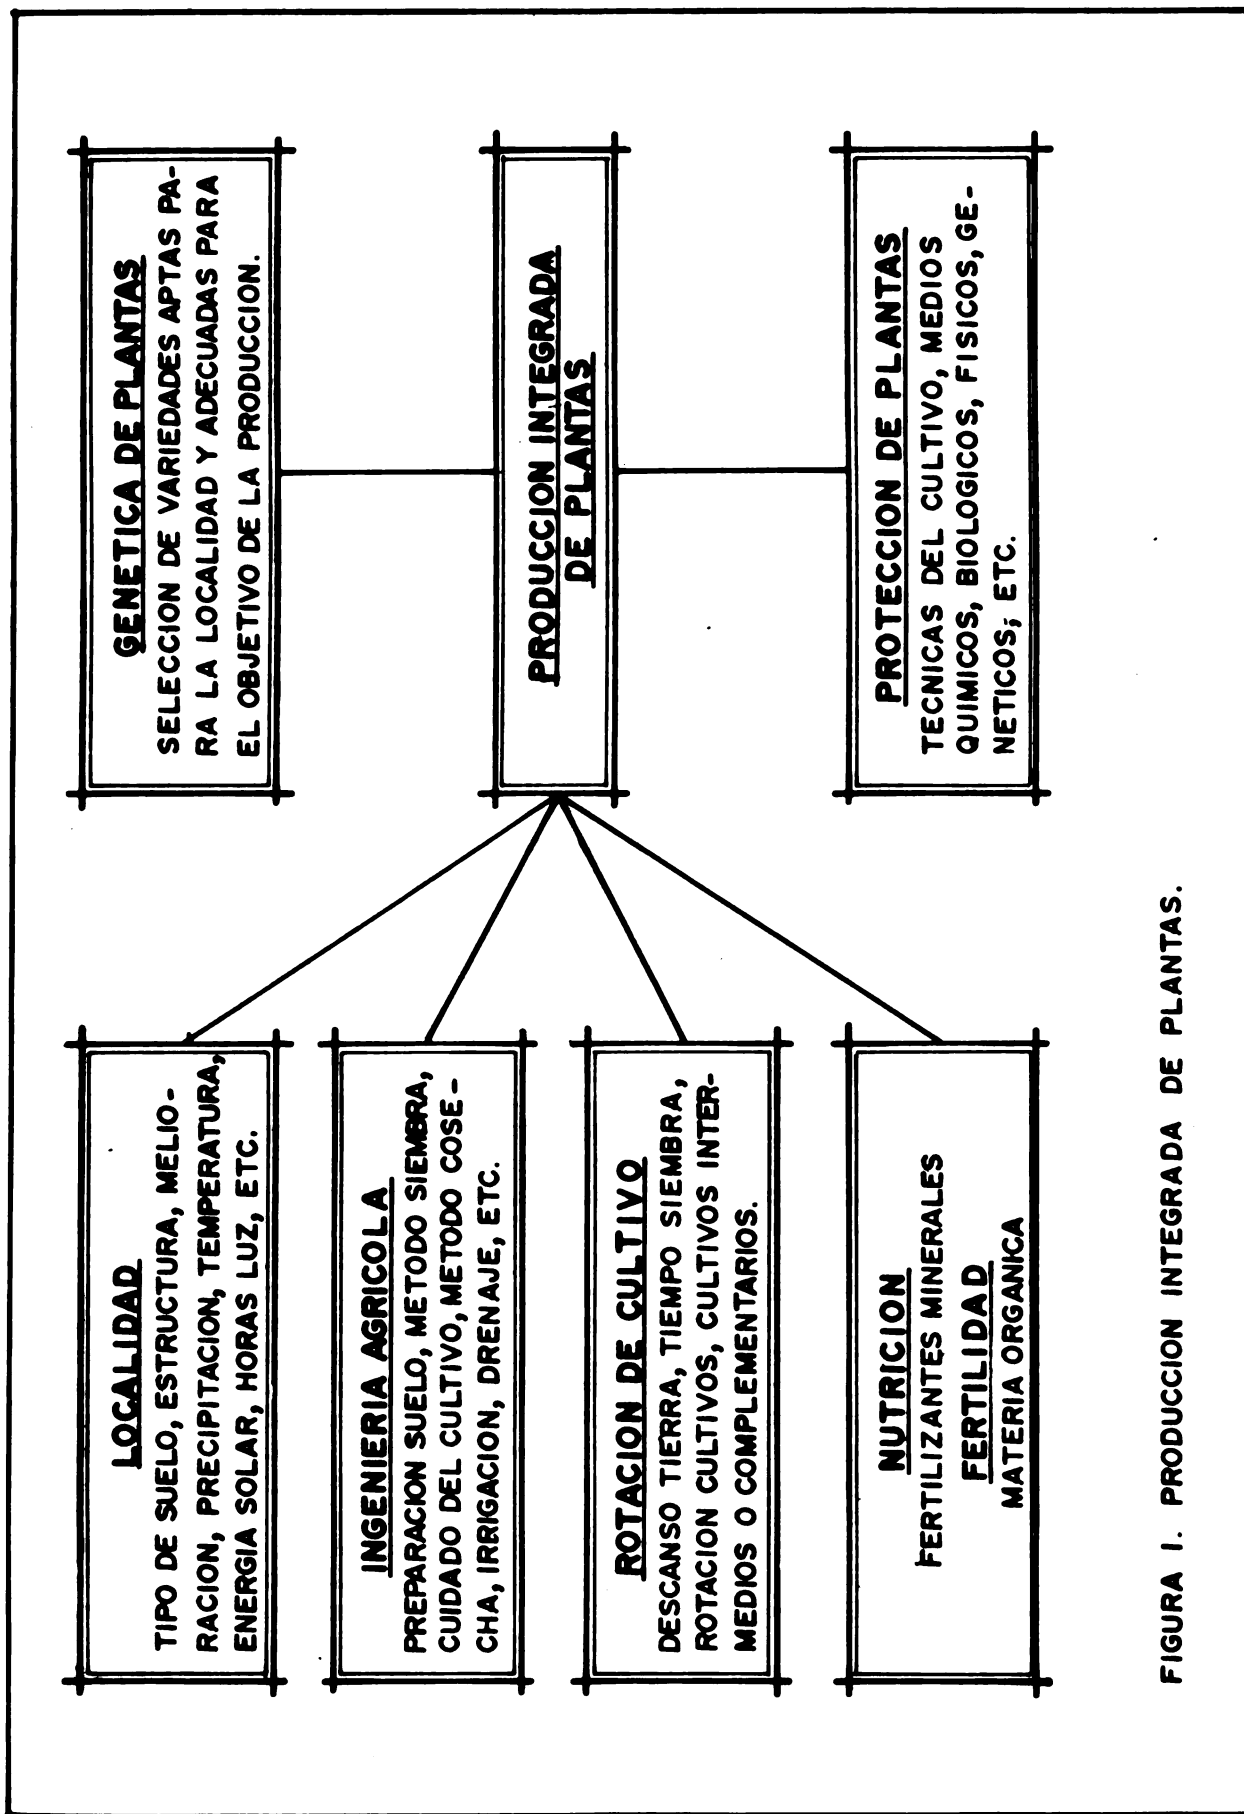 LOCALIDAD
TIPO DE SUELO, ESTRUCTURA, MELIO-
RACION, PRECIPITACION, TEMPERATURA,
ENERGIA SOLAR, HORAS LUZ, ETC.
INGENIERIA AGRICOLA
PREPARACION SUELO, METODO SIEMBRA,
CUIDADO DEL CULTIVO, METODO COSE-
CHA, IRRIGACION, DRENAJE, ETC.
ROTACION DE CULTIVO
DESCANSO TIERRA, TIEMPO SIEMBRA,
ROTACION CULTIVOS, CULTIVOS INTER-
MEDIOS O COMPLEMENTARIOS.
NUTRICION
FERTILIZANTES MINERALES
FERTILIDAD
MATERIA ORGANICA
GENETICA DE PLANTAS
SELECCION DE VARIEDADES APTAS PA-
RA LA LOCALIDAD Y ADECUADAS PARA
EL OBJETIVO DE LA PRODUCCION.
PRODUCCION INTEGRADA
DE PLANTAS
PROTECCION DE PLANTAS
TECNICAS DEL CULTIVO, MEDIOS
QUIMICOS, BIOLOGICOS, FISICOS, GE-
NETICOS, ETC.
FIGURA I. PRODUCCION INTEGRADA DE PLANTAS.